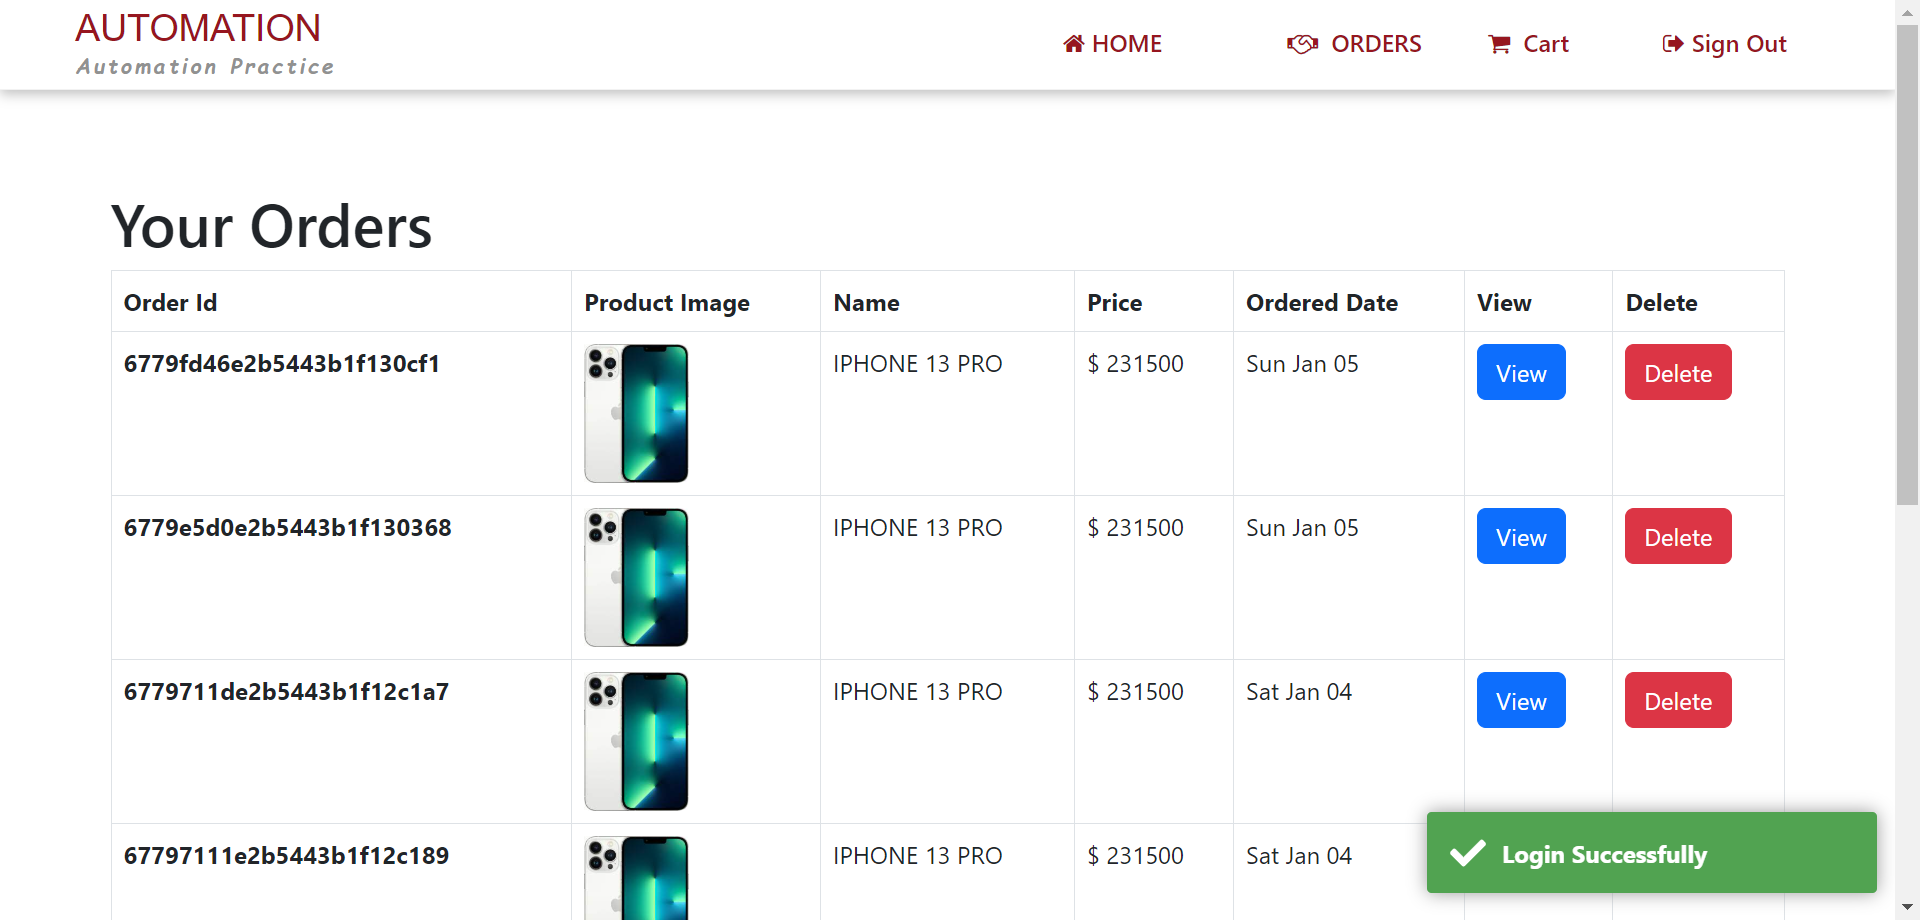 AUTOMATION
Automation Practice
HOME ORDERS Cart Sign Out
Your Orders
Order Id Product Image Name Price Ordered Date View Delete
6779fd46e2b5443b1f130cf1 IPHONE 13 PRO $ 231500 Sun Jan 05 View Delete
6779e5d0e2b5443b1f130368 IPHONE 13 PRO $ 231500 Sun Jan 05 View Delete
6779711de2b5443b1f12c1a7 IPHONE 13 PRO $ 231500 Sat Jan 04 View Delete
67797111e2b5443b1f12c189 IPHONE 13 PRO $ 231500 Sat Jan 04
Login Successfully